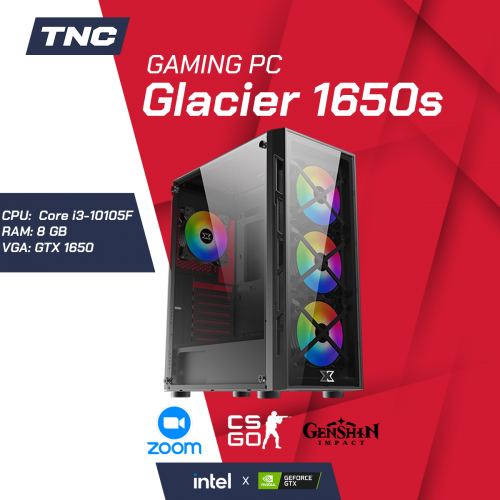 TNC
GAMING PC
Glacier 1650s
CPU: Core i3-10105F
RAM: 8 GB
VGA: GTX 1650
zoom
CS
GO
GENSHIN
IMPACT
intel X NVIDIA GEFORCE GTX